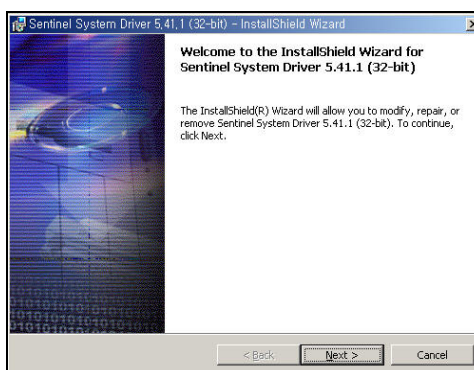 Sentinel System Driver 5.41.1 (32-bit) - InstallShield Wizard
Welcome to the InstallShield Wizard for
Sentinel System Driver 5.41.1 (32-bit)
The InstallShield(R) Wizard will allow you to modify, repair, or
remove Sentinel System Driver 5.41.1 (32-bit). To continue,
click Next.
< Back
Next >
Cancel